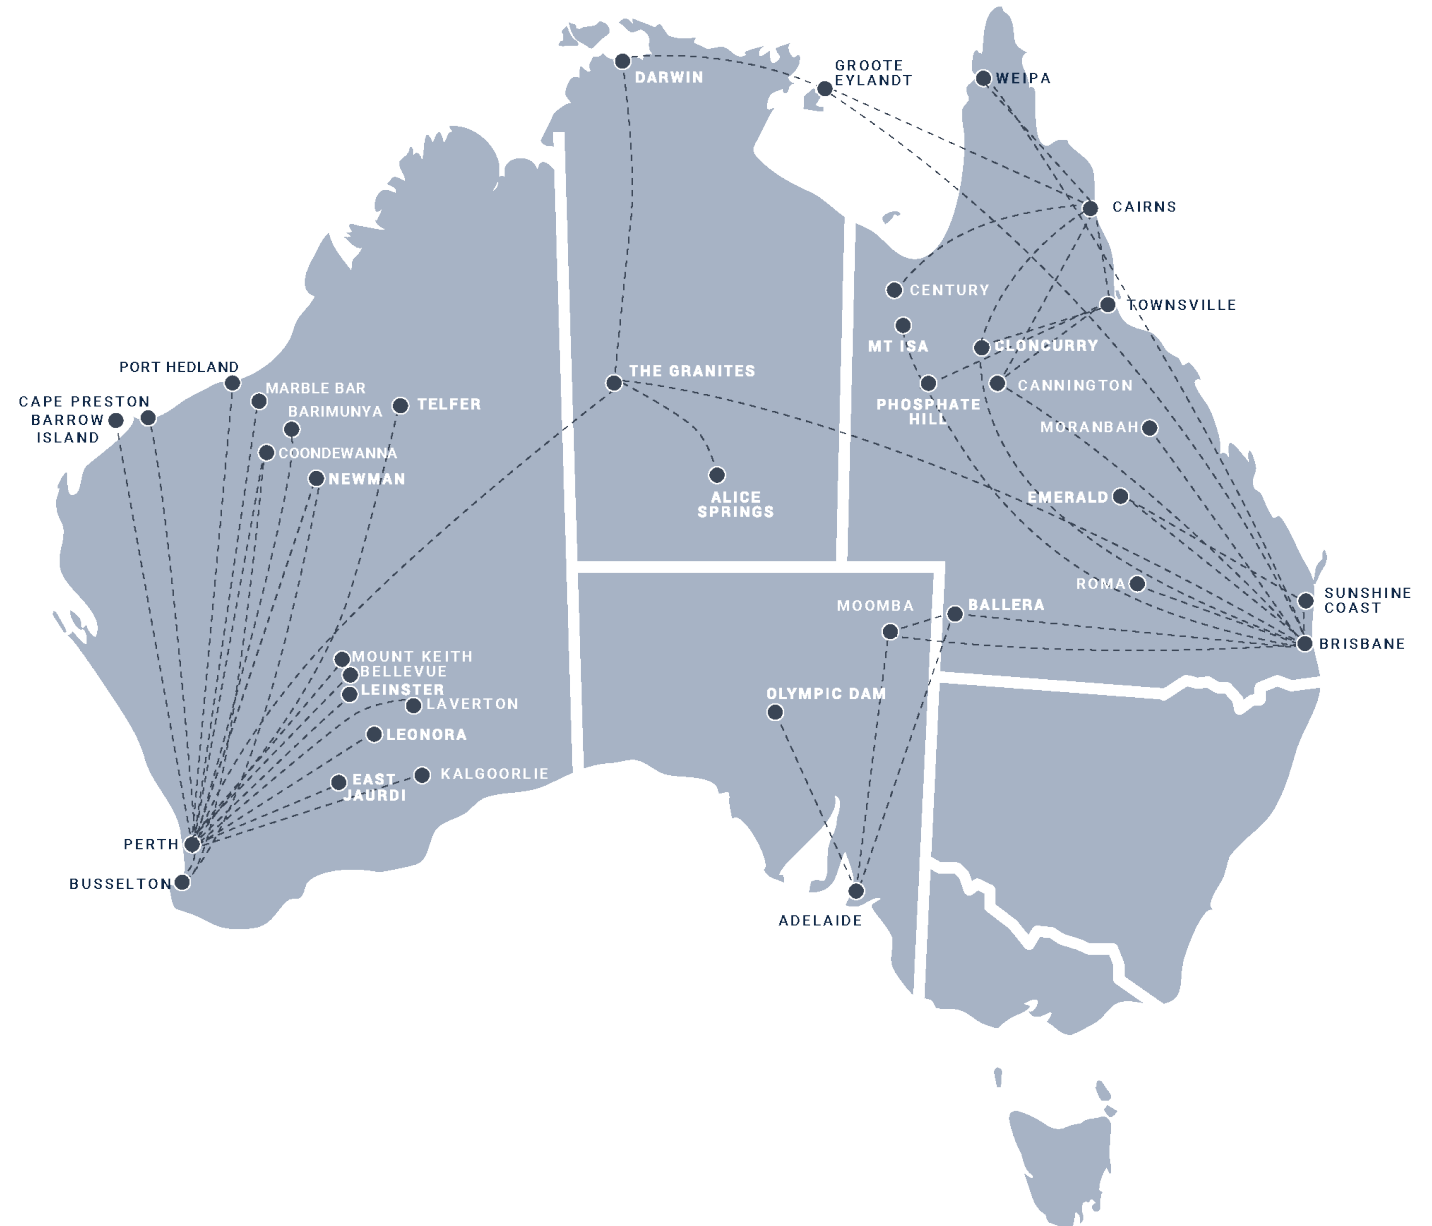 GROOTE
EYLANDT
DARWIN
WEIPA
CAIRNS
CENTURY
TOWNSVILLE
MT ISA
CLONCURRY
PORT HEDLAND
THE GRANITES
MARBLE BAR
CANNINGTON
CAPE PRESTON
BARIMUNYA
TELFER
PHOSPHATE
HILL
BARROW
ISLAND
MORANBAH
COONDEWANNA
NEWMAN
ALICE
SPRINGS
EMERALD
ROMA
SUNSHINE
COAST
MOOMBA
BALLERA
BRISBANE
MOUNT KEITH
BELLEVUE
LEINSTER
OLYMPIC DAM
LAVERTON
LEONORA
KALGOORLIE
EAST
JAURDI
PERTH
BUSSELTON
ADELAIDE